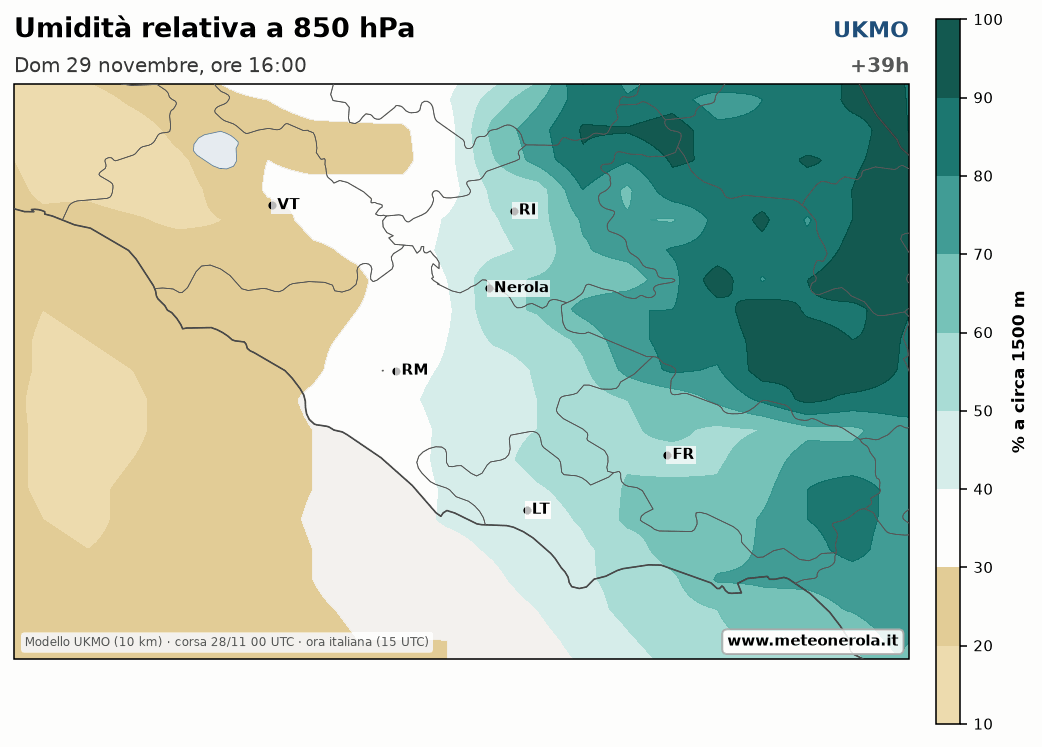 Umidità relativa a 850 hPa
UKMO
Dom 29 novembre, ore 16:00
+39h
100
90
80
70
60
50
40
30
20
10
% a circa 1500 m
VT
RI
Nerola
RM
FR
LT
Modello UKMO (10 km) · corsa 28/11 00 UTC · ora italiana (15 UTC)
www.meteonerola.it